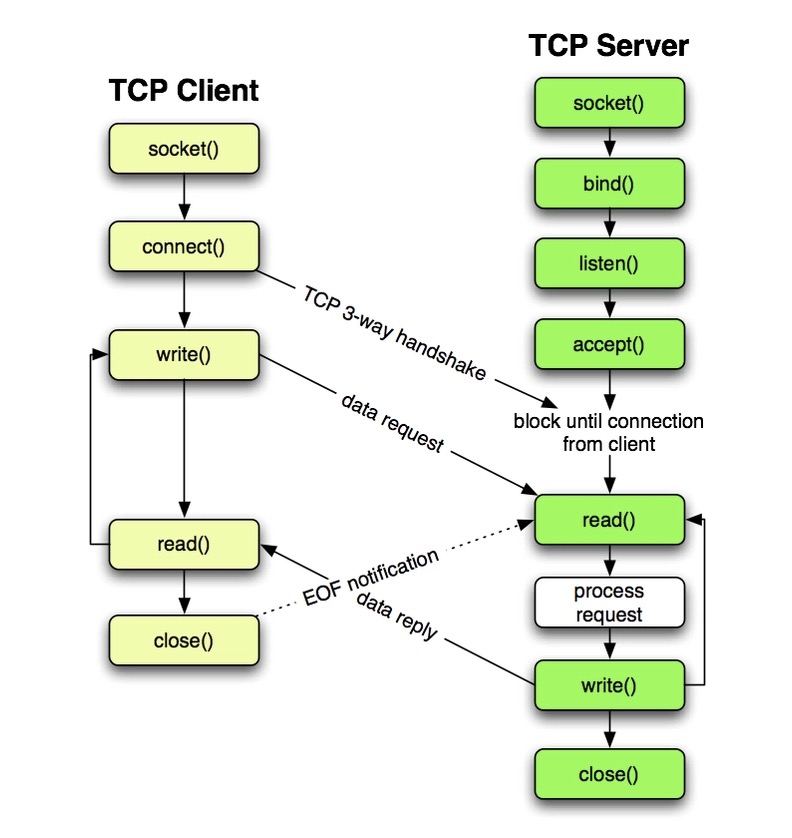 TCP Client
socket()
connect()
write()
read()
close()
TCP 3-way handshake
data request
EOF notification
data reply
TCP Server
socket()
bind()
listen()
accept()
block until connection
from client
read()
process
request
write()
close()